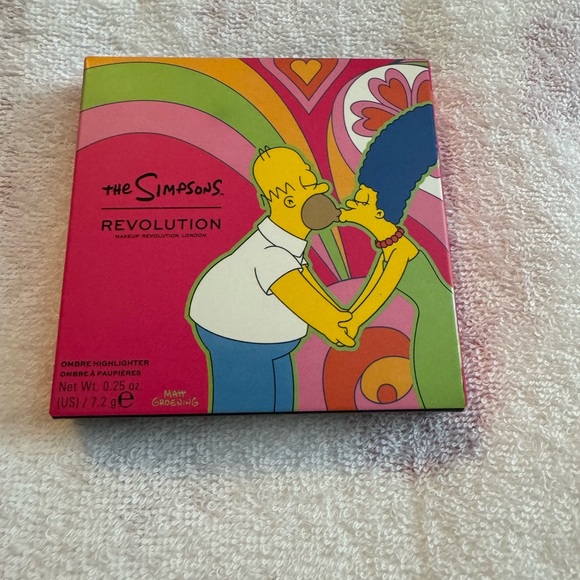 THE SIMPSONS
REVOLUTION
MAKEUP REVOLUTION LONDON
OMBRE HIGHLIGHTER
OMBRE À PAUPIÈRES
Net Wt. 0.25 oz.
(US) / 7.2 g ℮
MATT
GROENING